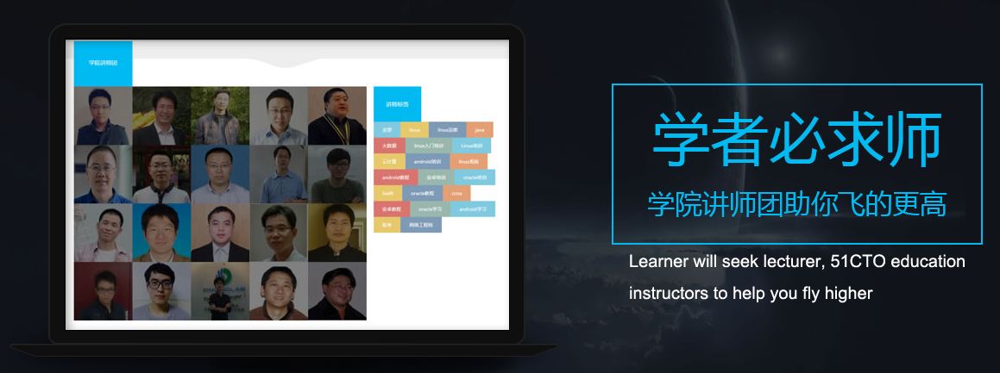 学院讲师团
讲师标签
全部 linux linux运维 java
大数据 linux入门培训 Linux培训
云计算 android培训 linux系统
android教程 安卓培训 oracle培训
Swift oracle教程 ccna
安卓教程 oracle学习 android学习
软考 网络工程师
学者必求师
学院讲师团助你飞的更高
Learner will seek lecturer, 51CTO education
instructors to help you fly higher